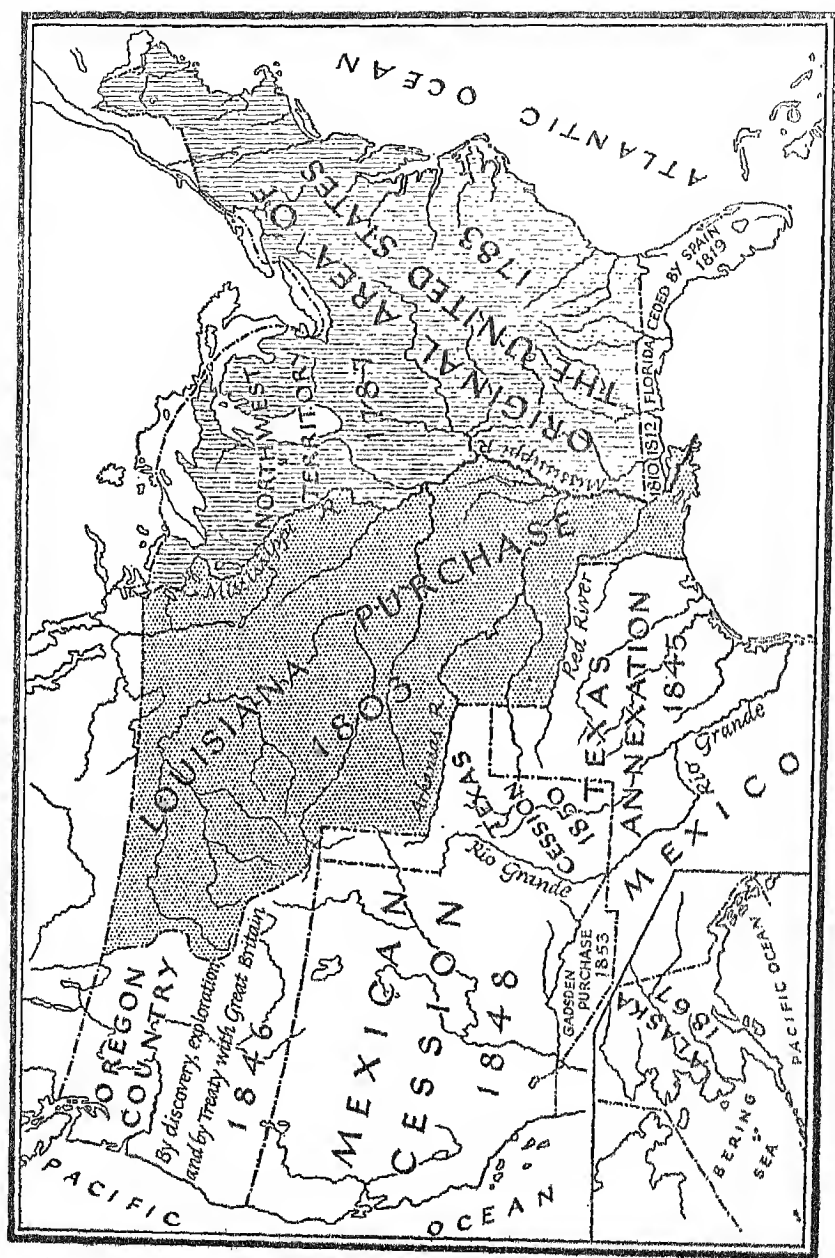 ATLANTIC OCEAN
ORIGINAL AREA OF
THE UNITED STATES
1783
NORTHWEST
TERRITORY
1787
Mississippi R.
Mississippi R.
1810
1812
FLORIDA
CEDED BY SPAIN
1819
LOUISIANA PURCHASE
1803
Arkansas R.
Red River
TEXAS
ANNEXATION
1845
TEXAS
CESSION
1850
Rio Grande
Rio Grande
MEXICO
OREGON
COUNTRY
By discovery, exploration
and by Treaty with Great Britain
1846
MEXICAN
CESSION
1848
GADSDEN
PURCHASE
1853
PACIFIC
OCEAN
ALASKA
1867
BERING
SEA
PACIFIC OCEAN